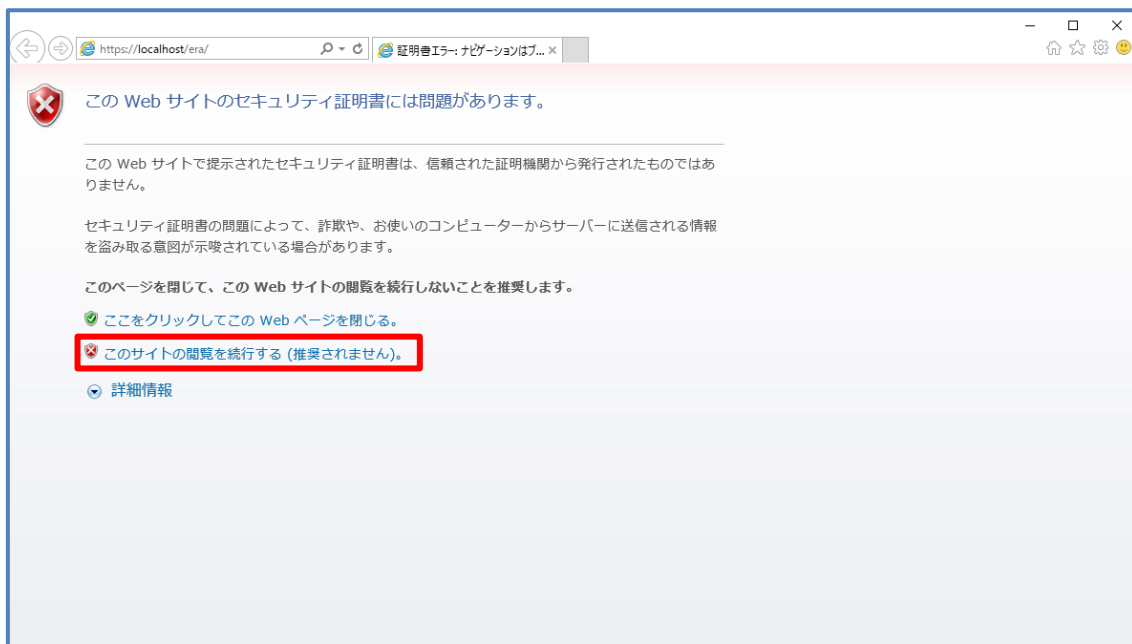 https://localhost/era/
証明書エラー: ナビゲーションはブ...
この Web サイトのセキュリティ証明書には問題があります。
この Web サイトで提示されたセキュリティ証明書は、信頼された証明機関から発行されたものではあ
りません。
セキュリティ証明書の問題によって、詐欺や、お使いのコンピューターからサーバーに送信される情報
を盗み取る意図が示唆されている場合があります。
このページを閉じて、この Web サイトの閲覧を続行しないことを推奨します。
ここをクリックしてこの Web ページを閉じる。
このサイトの閲覧を続行する (推奨されません)。
詳細情報